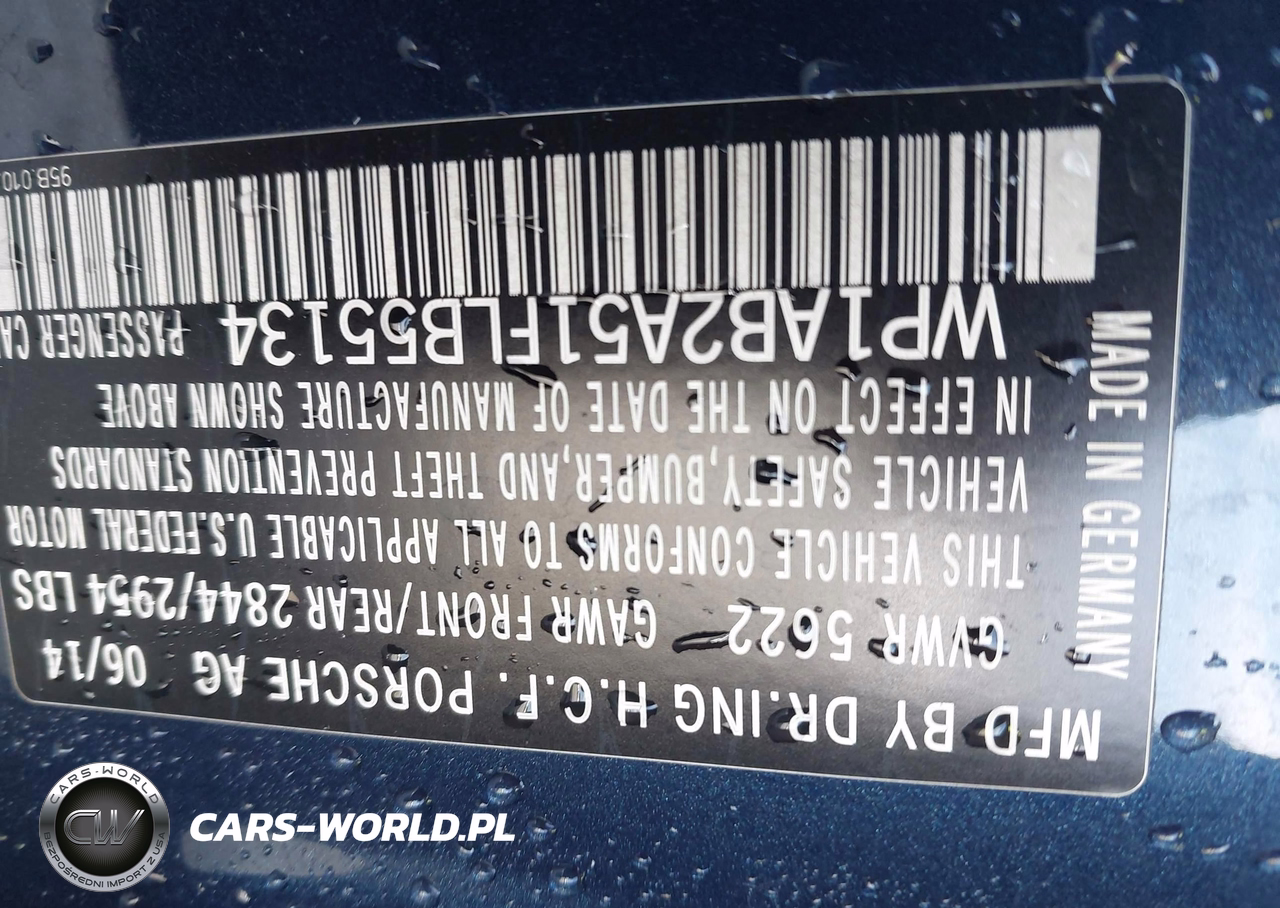 MFD BY DR.ING H.C.F. PORSCHE AG 06/14
GVWR 5622 GAWR FRONT/REAR 2844/2954 LBS
THIS VEHICLE CONFORMS TO ALL APPLICABLE U.S.FEDERAL MOTOR
VEHICLE SAFETY,BUMPER,AND THEFT PREVENTION STANDARDS
IN EFFECT ON THE DATE OF MANUFACTURE SHOWN ABOVE
WP1AB2A51FLB55134 PASSENGER CA
95B.010.
MADE IN GERMANY
CARS-WORLD
CW
BEZPOŚREDNI IMPORT Z USA
CARS-WORLD.PL